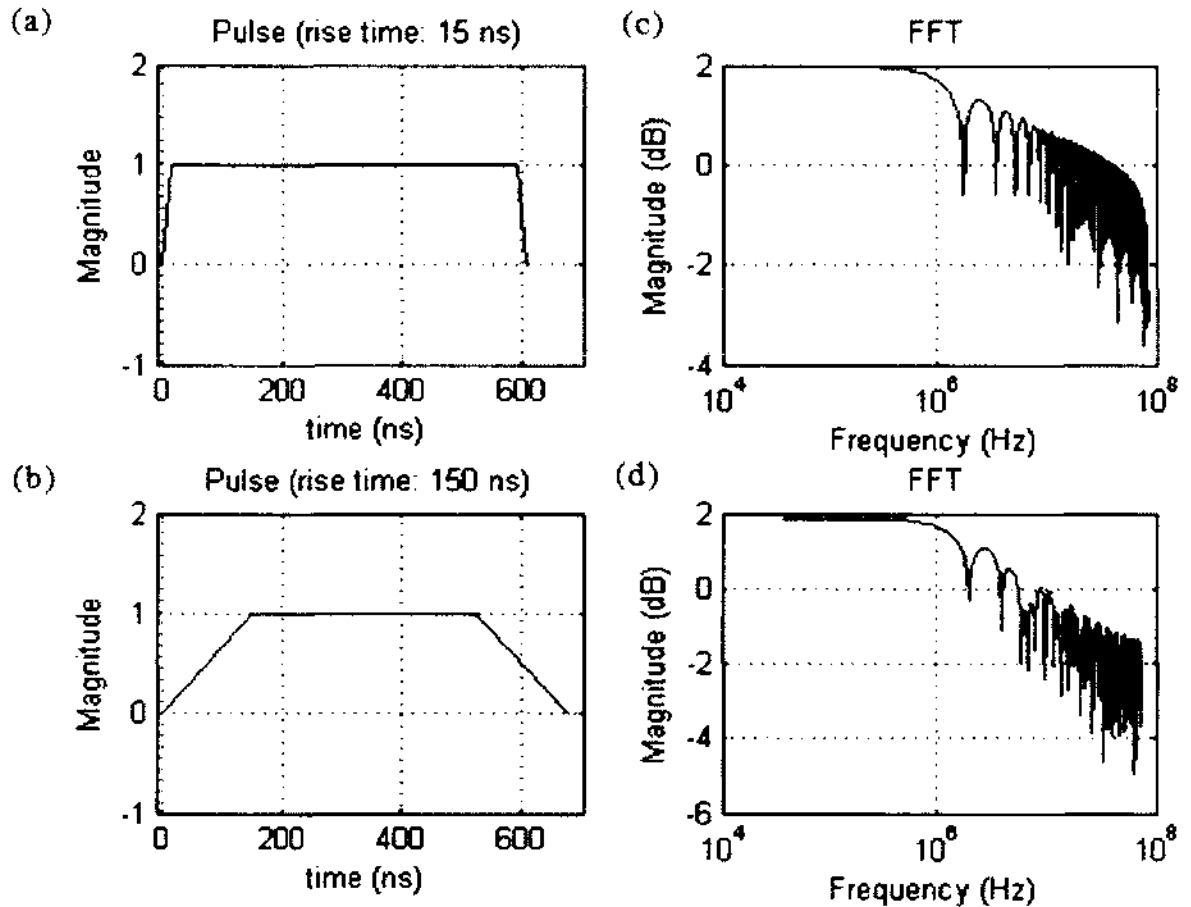 (a)
Pulse (rise time: 15 ns)
2
1
0
-1
Magnitude
0 200 400 600
time (ns)
(c)
FFT
2
0
-2
-4
Magnitude (dB)
10^4 10^6 10^8
Frequency (Hz)
(b)
Pulse (rise time: 150 ns)
2
1
0
-1
Magnitude
0 200 400 600
time (ns)
(d)
FFT
2
0
-2
-4
-6
Magnitude (dB)
10^4 10^6 10^8
Frequency (Hz)